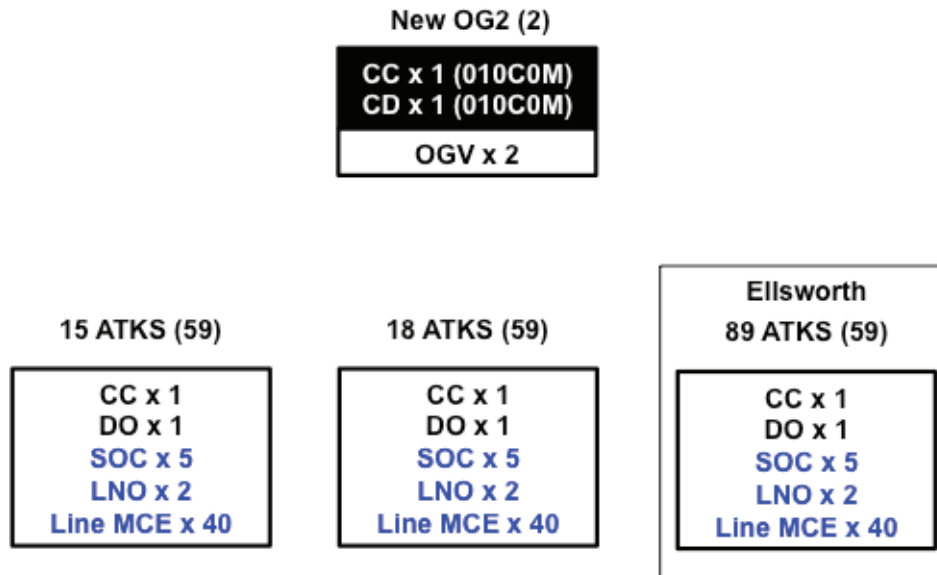 New OG2 (2)
CC x 1 (010C0M)
CD x 1 (010C0M)
OGV x 2
15 ATKS (59)
CC x 1
DO x 1
SOC x 5
LNO x 2
Line MCE x 40
18 ATKS (59)
CC x 1
DO x 1
SOC x 5
LNO x 2
Line MCE x 40
Ellsworth
89 ATKS (59)
CC x 1
DO x 1
SOC x 5
LNO x 2
Line MCE x 40